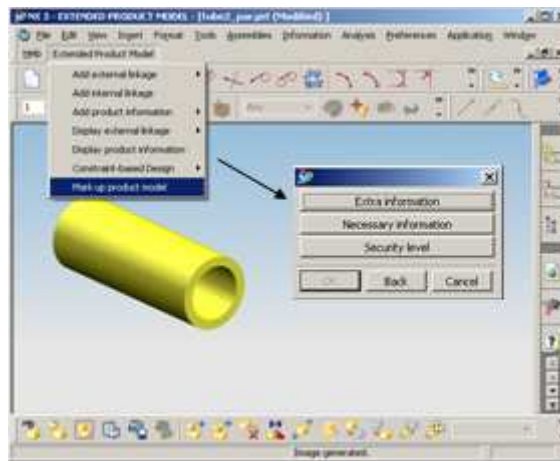 NX 3 - EXTENDED PRODUCT MODEL - [tube2_par.prt (Modified) ]
File Edit View Insert Format Tools Assemblies Information Analysis Preferences Application Window
Extended Product Model
Add external linkage
Add internal linkage
Add product information
Display external linkage
Display product information
Constraint-based Design
Mark up product model
1
Extra information
Necessary information
Security level
OK Back Cancel
Image generated.